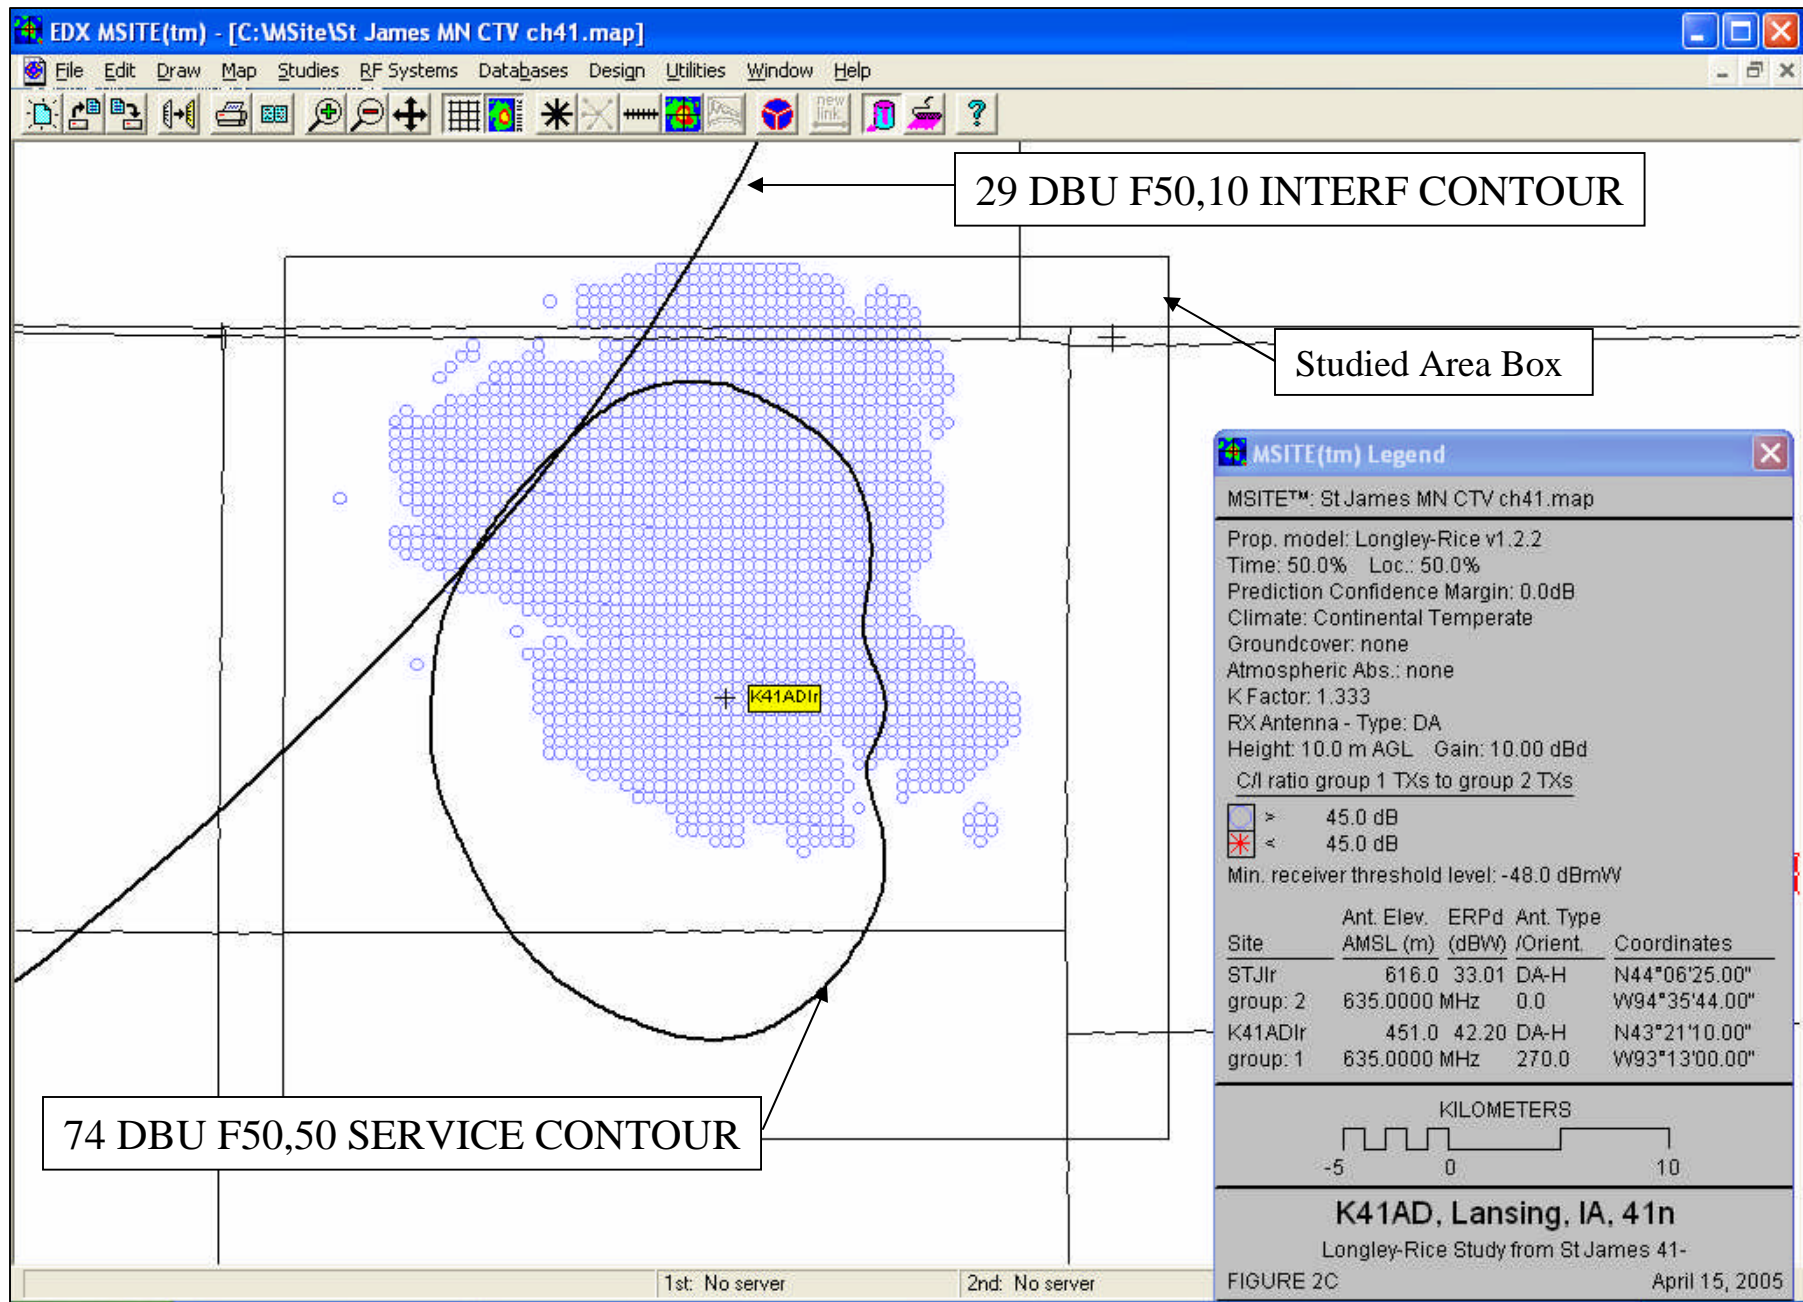 EDX MSITE(tm) - [C:\MSite\St James MN CTV ch41.map]
File Edit Draw Map Studies RF Systems Databases Design Utilities Window Help
new link
29 DBU F50,10 INTERF CONTOUR
Studied Area Box
K41ADlr
74 DBU F50,50 SERVICE CONTOUR
MSITE(tm) Legend
MSITE™: St James MN CTV ch41.map
Prop. model: Longley-Rice v1.2.2
Time: 50.0% Loc.: 50.0%
Prediction Confidence Margin: 0.0dB
Climate: Continental Temperate
Groundcover: none
Atmospheric Abs.: none
K Factor: 1.333
RX Antenna - Type: DA
Height: 10.0 m AGL Gain: 10.00 dBd
C/I ratio group 1 TXs to group 2 TXs
> 45.0 dB
< 45.0 dB
Min. receiver threshold level: -48.0 dBmW
Ant. Elev. ERPd Ant. Type
Site AMSL (m) (dBW) /Orient. Coordinates
STJlr 616.0 33.01 DA-H N44°06'25.00"
group: 2 635.0000 MHz 0.0 W94°35'44.00"
K41ADlr 451.0 42.20 DA-H N43°21'10.00"
group: 1 635.0000 MHz 270.0 W93°13'00.00"
KILOMETERS
-5 0 10
K41AD, Lansing, IA, 41n
Longley-Rice Study from St James 41-
FIGURE 2C April 15, 2005
1st: No server 2nd: No server